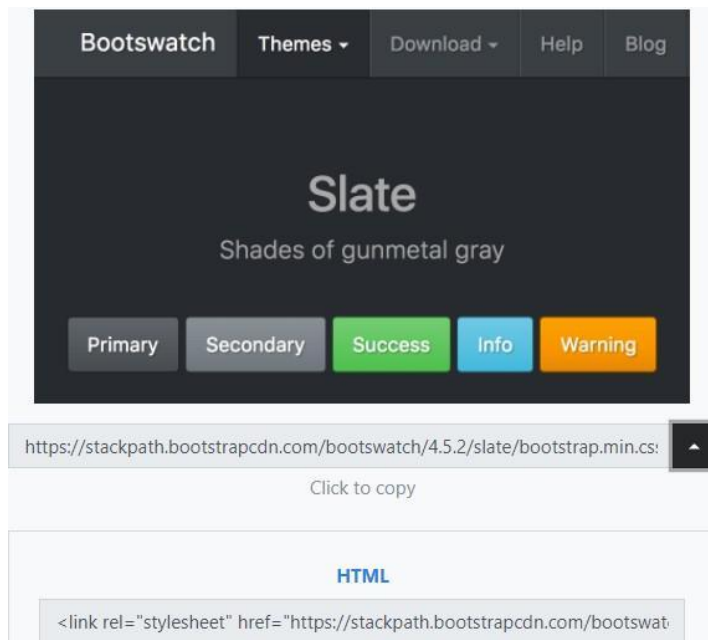 Bootswatch Themes Download Help Blog
Slate
Shades of gunmetal gray
Primary Secondary Success Info Warning
https://stackpath.bootstrapcdn.com/bootswatch/4.5.2/slate/bootstrap.min.cs
Click to copy
HTML
<link rel="stylesheet" href="https://stackpath.bootstrapcdn.com/bootswat